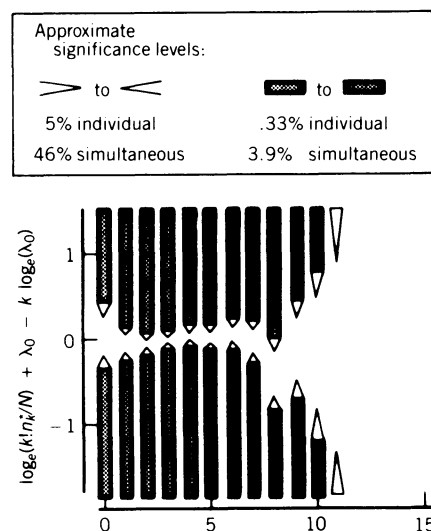 Approximate
significance levels:
to
to
5% individual
.33% individual
46% simultaneous
3.9% simultaneous
logₑ(k!n*ₖ/N) + λ₀ − k logₑ(λ₀)
1
0
−1
0
5
10
15